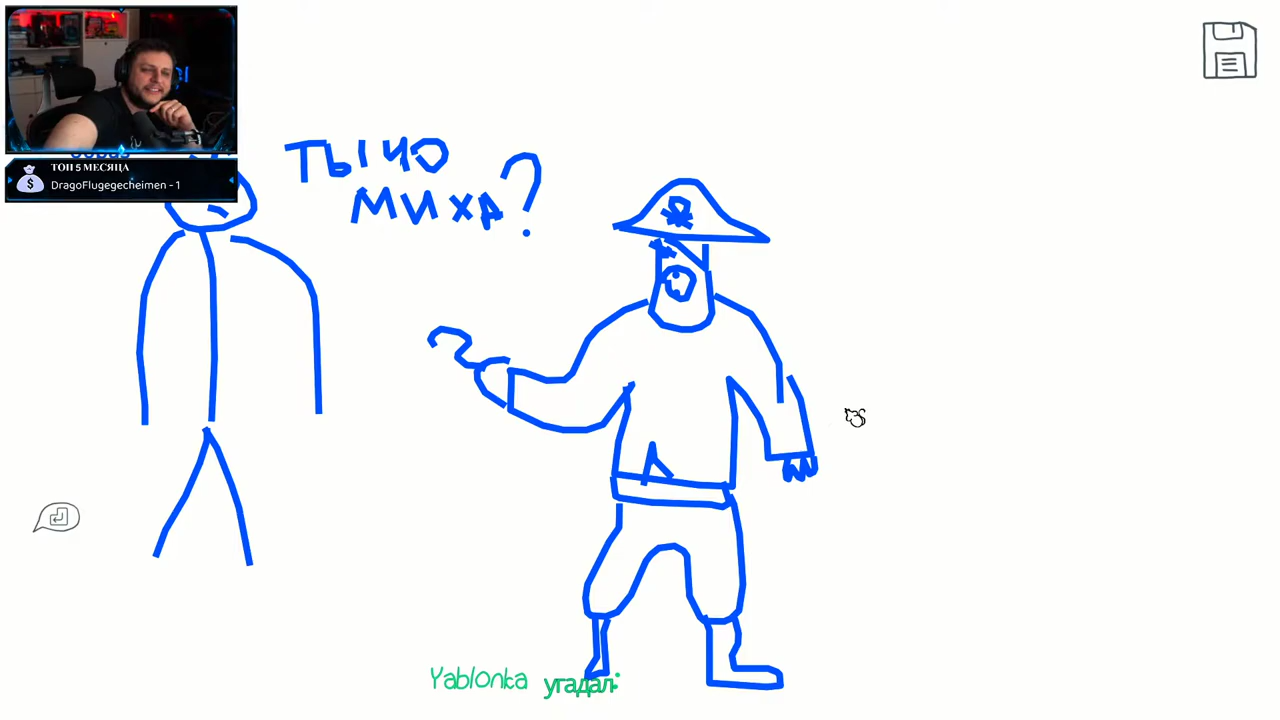 ТОП 5 МЕСЯЦА
DragoFlugegecheimen - 1
ТЫ ЧО
МИХА?
Yablonka угадал: